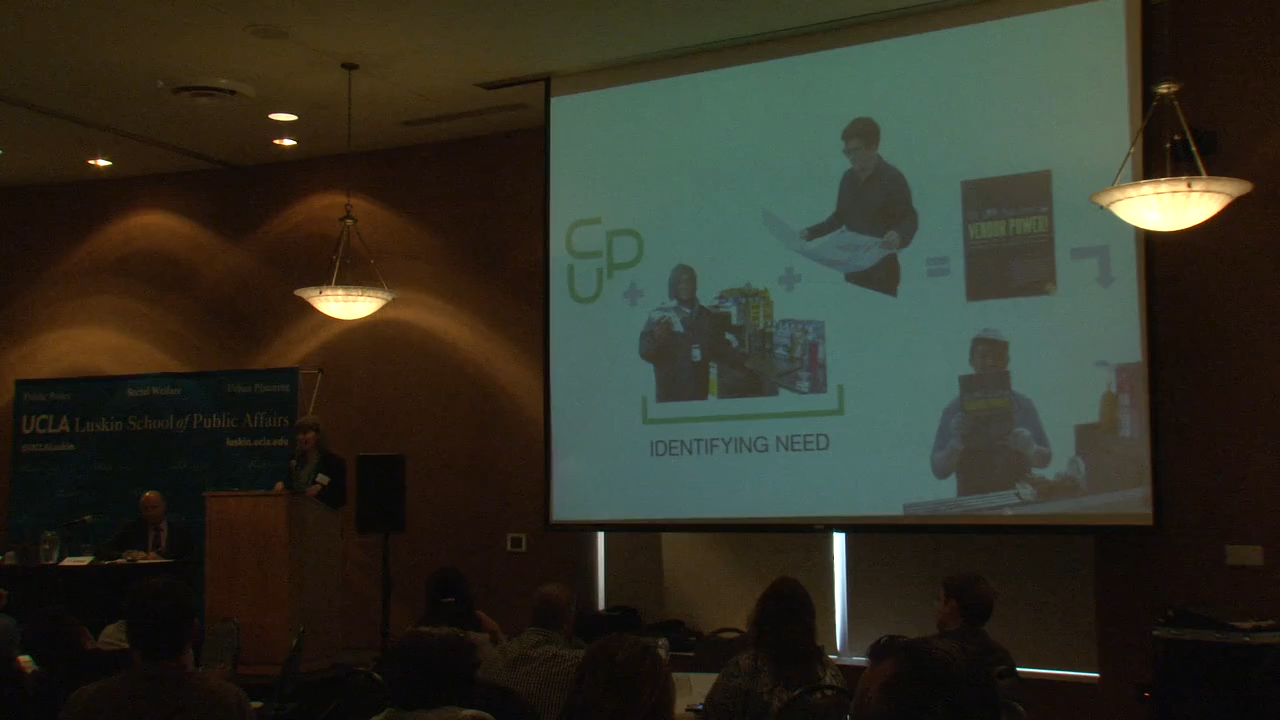 Public Policy
Social Welfare
Urban Planning
UCLA Luskin School of Public Affairs
@UCLALuskin
luskin.ucla.edu
CUP
+
+
=
VENDOR POWER!
IDENTIFYING NEED